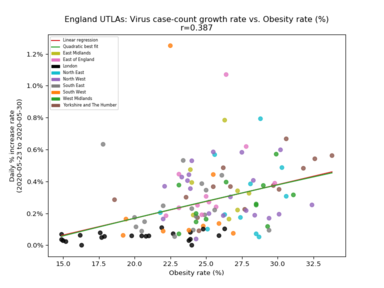 England UTLAs: Virus case-count growth rate vs. Obesity rate (%)
r=0.387
Linear regression
Quadratic best fit
East Midlands
East of England
London
North East
North West
South East
South West
West Midlands
Yorkshire and The Humber
Daily % increase rate
(2020-05-23 to 2020-05-30)
1.2%
1.0%
0.8%
0.6%
0.4%
0.2%
0.0%
15.0
17.5
20.0
22.5
25.0
27.5
30.0
32.5
Obesity rate (%)